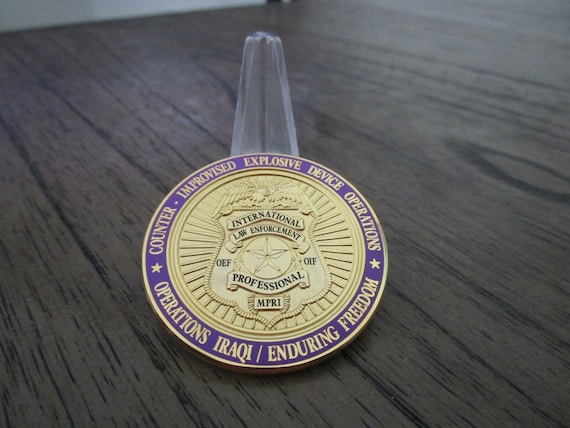 COUNTER - IMPROVISED EXPLOSIVE DEVICE OPERATIONS
INTERNATIONAL
LAW ENFORCEMENT
OEF OIF
PROFESSIONAL
MPRI
★ OPERATIONS IRAQI / ENDURING FREEDOM ★